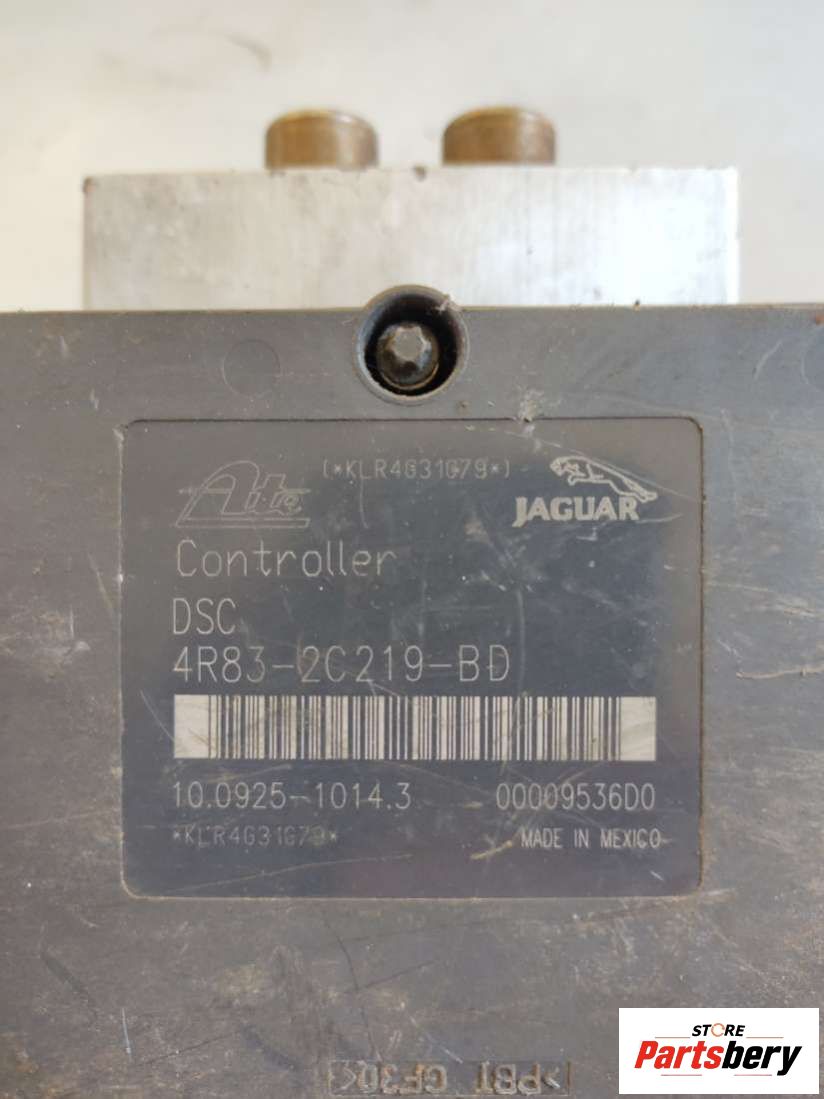 Ate (*KLR4G31G79*) JAGUAR
Controller
DSC
4R83-2C219-BD
10.0925-1014.3 00009536D0
*KLR4G31G79* MADE IN MEXICO
>PBT GF30<
STORE
Partsbery